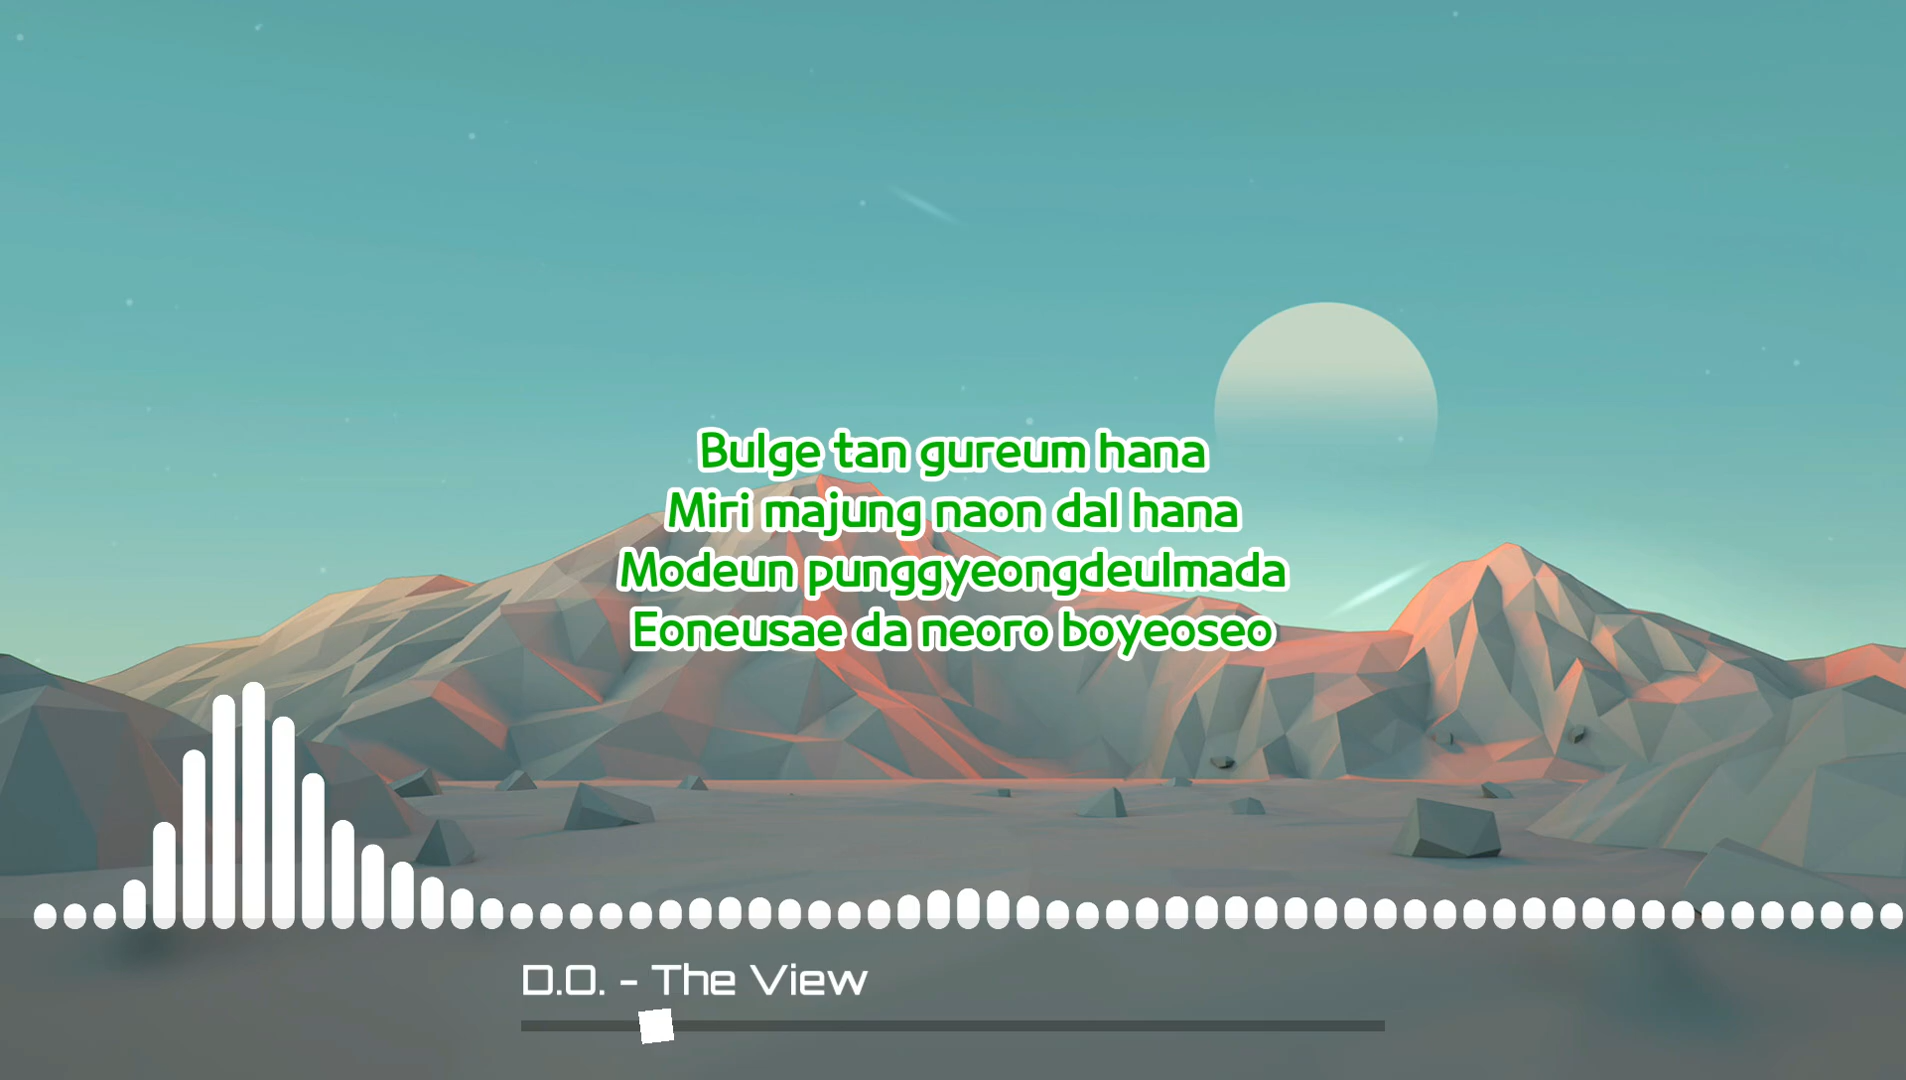 Bulge tan gureum hana
Miri majung naon dal hana
Modeun punggyeongdeulmada
Eoneusae da neoro boyeoseo
D.O. - The View